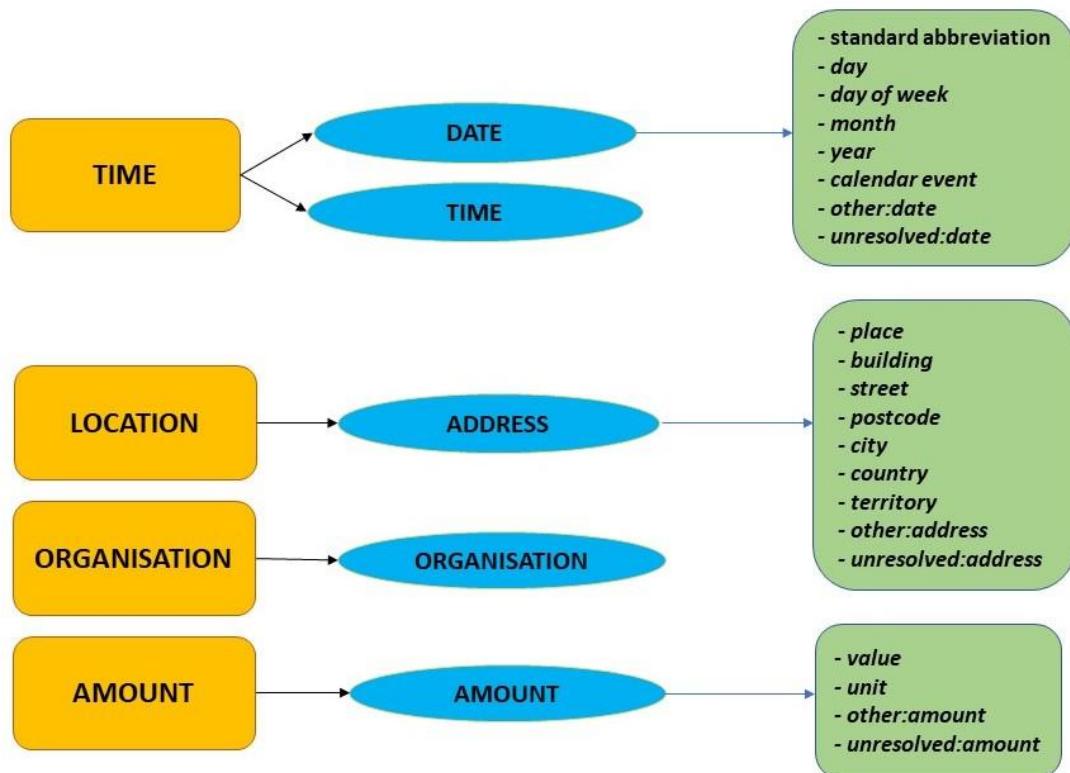 TIME
DATE
TIME
- standard abbreviation
- day
- day of week
- month
- year
- calendar event
- other:date
- unresolved:date
LOCATION
ADDRESS
- place
- building
- street
- postcode
- city
- country
- territory
- other:address
- unresolved:address
ORGANISATION
ORGANISATION
AMOUNT
AMOUNT
- value
- unit
- other:amount
- unresolved:amount